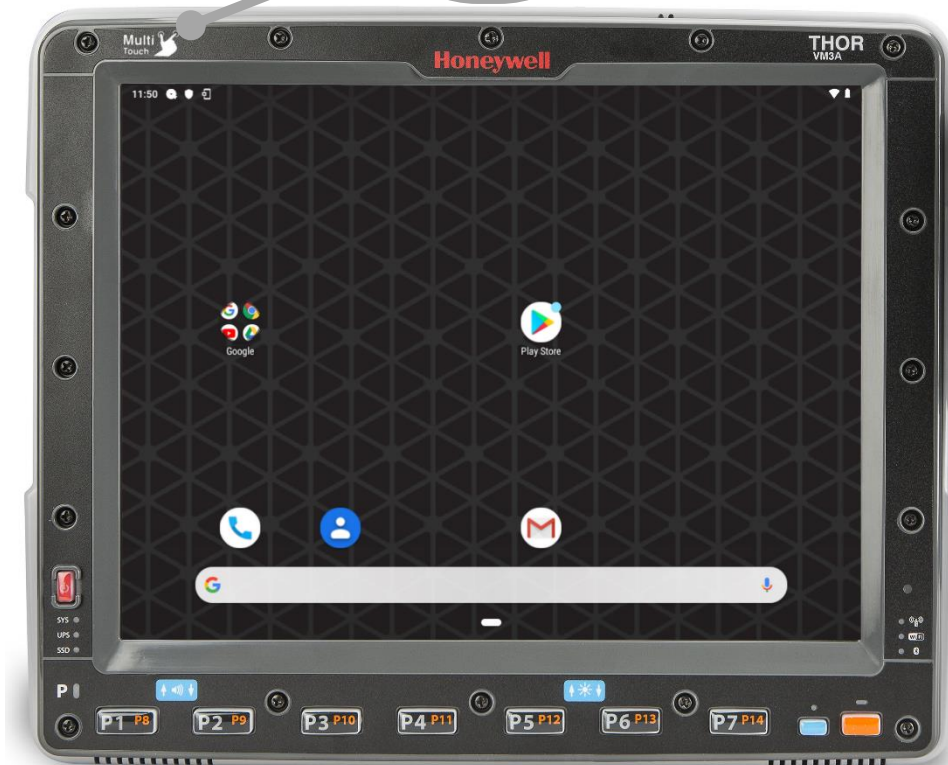 Multi
Touch
Honeywell
THOR
VM3A
11:50
Google
Play Store
SYS
UPS
SSD
WiFi
P
P1 P8
P2 P9
P3 P10
P4 P11
P5 P12
P6 P13
P7 P14